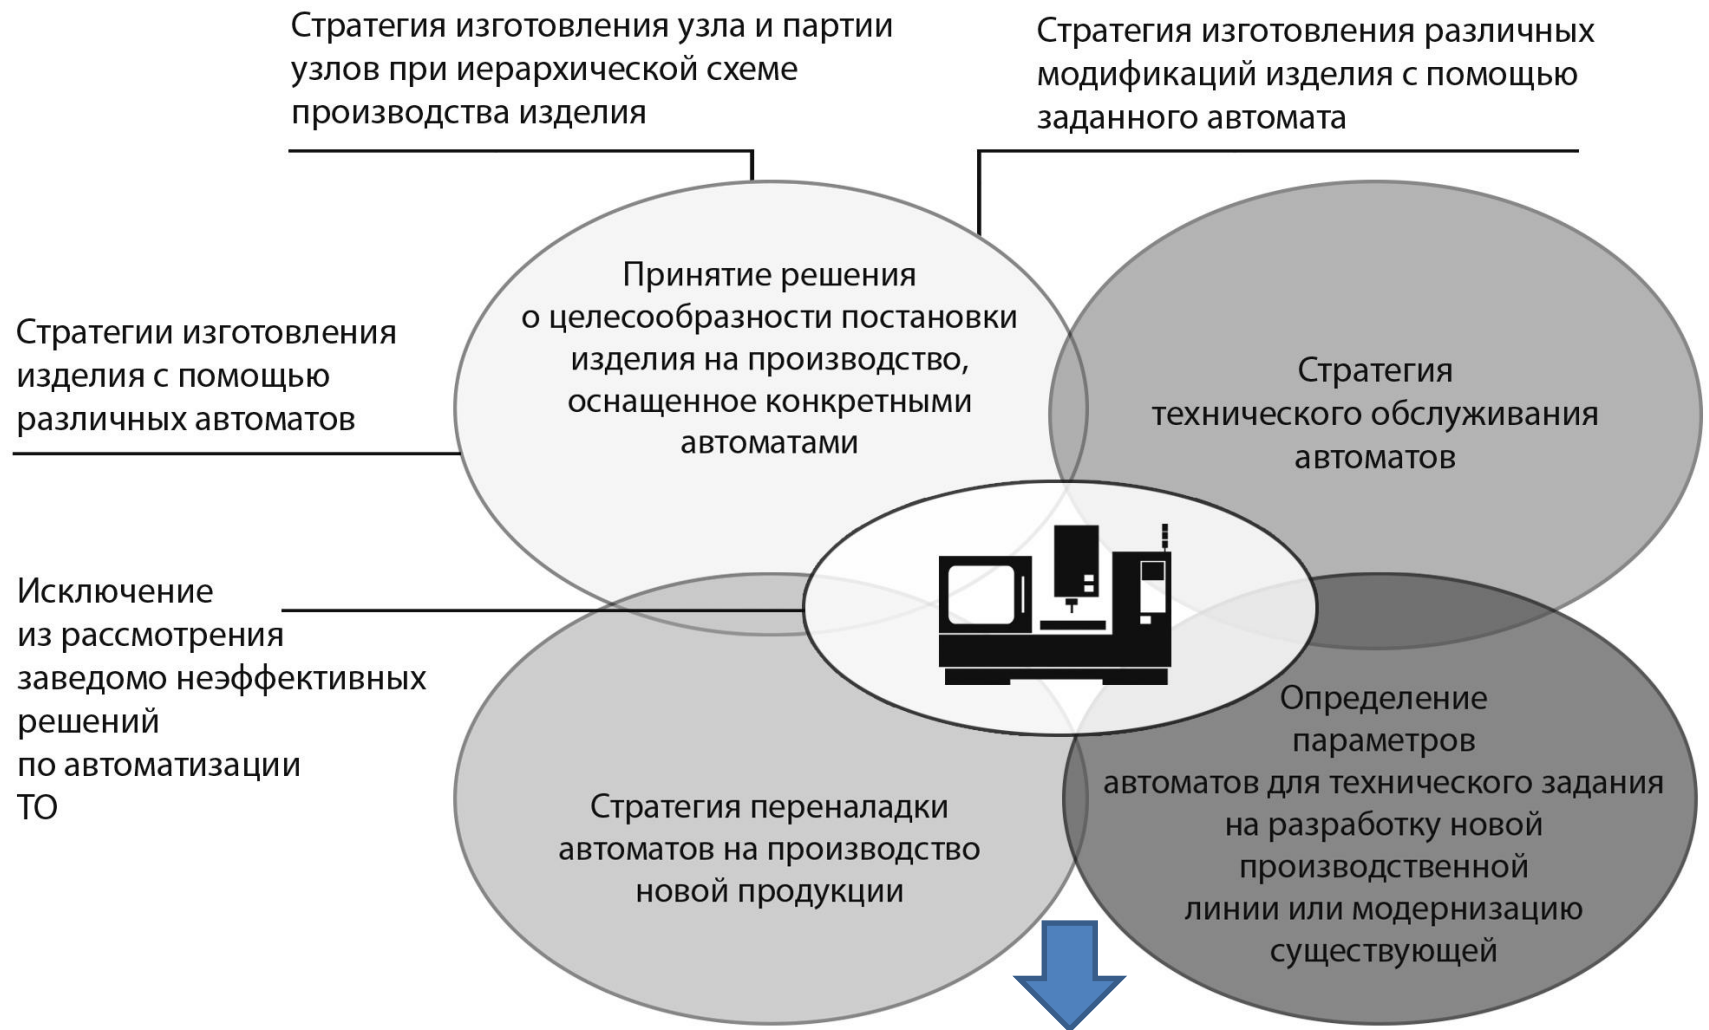 Стратегия изготовления узла и партии
узлов при иерархической схеме
производства изделия
Стратегия изготовления различных
модификаций изделия с помощью
заданного автомата
Стратегии изготовления
изделия с помощью
различных автоматов
Принятие решения
о целесообразности постановки
изделия на производство,
оснащенное конкретными
автоматами
Стратегия
технического обслуживания
автоматов
Исключение
из рассмотрения
заведомо неэффективных
решений
по автоматизации
ТО
Стратегия переналадки
автоматов на производство
новой продукции
Определение
параметров
автоматов для технического задания
на разработку новой
производственной
линии или модернизацию
существующей